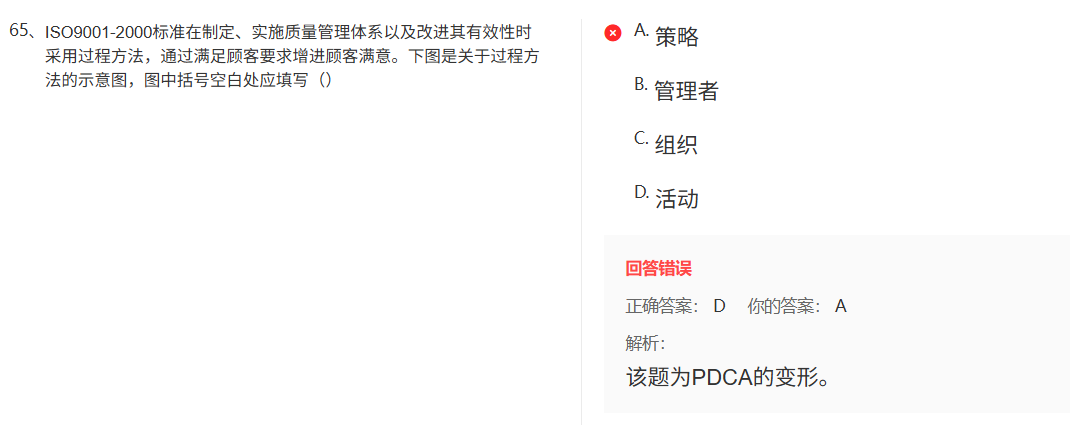 65、ISO9001-2000标准在制定、实施质量管理体系以及改进其有效性时
采用过程方法，通过满足顾客要求增进顾客满意。下图是关于过程方
法的示意图，图中括号空白处应填写（）
A. 策略
B. 管理者
C. 组织
D. 活动
回答错误
正确答案： D 你的答案： A
解析：
该题为PDCA的变形。